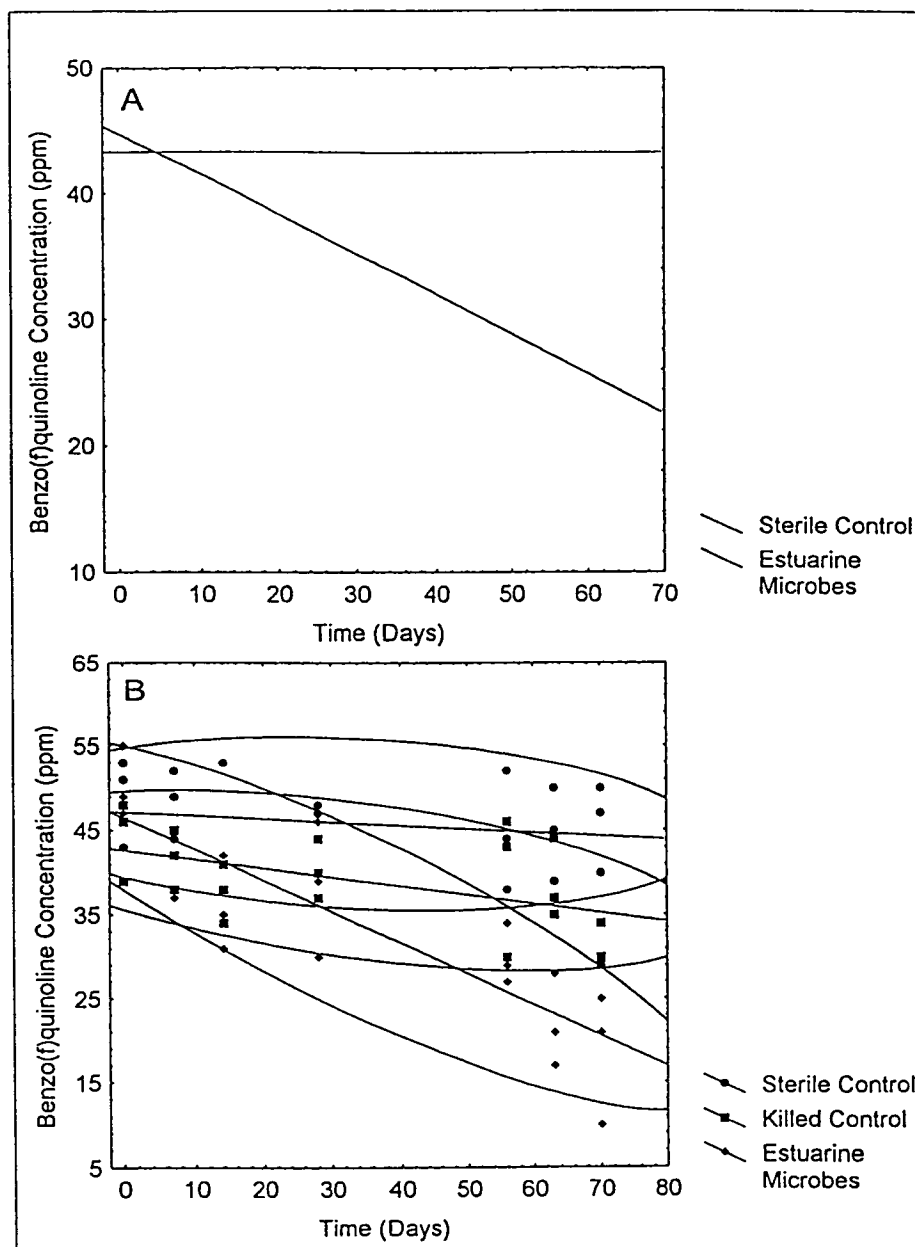 A
Benzo(f)quinoline Concentration (ppm)
50
40
30
20
10
0 10 20 30 40 50 60 70
Time (Days)
Sterile Control
Estuarine
Microbes
B
Benzo(f)quinoline Concentration (ppm)
65
55
45
35
25
15
5
0 10 20 30 40 50 60 70 80
Time (Days)
Sterile Control
Killed Control
Estuarine
Microbes